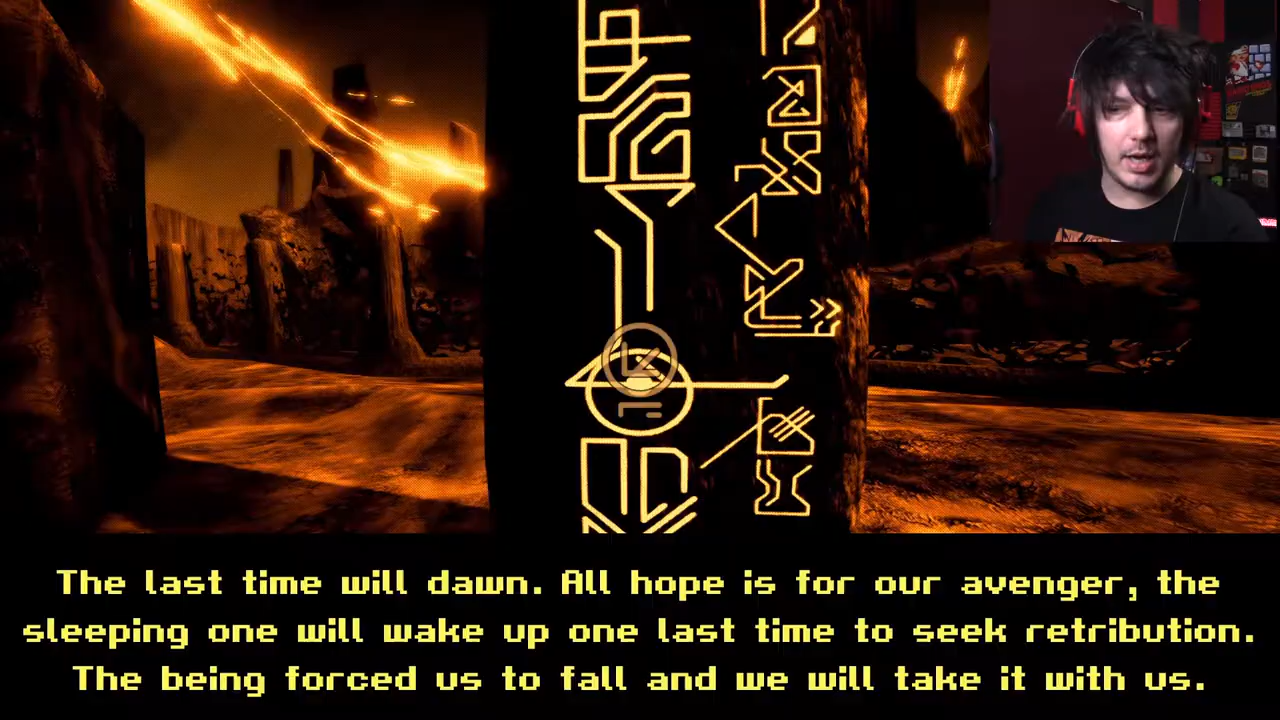 The last time will dawn. All hope is for our avenger, the
sleeping one will wake up one last time to seek retribution.
The being forced us to fall and we will take it with us.